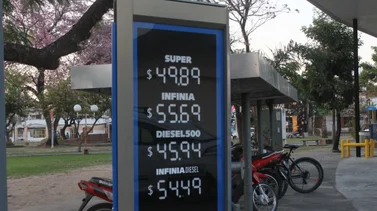 SUPER
$49.89
INFINIA
$55.69
DIESEL500
$45.94
INFINIA DIESEL
$54.49